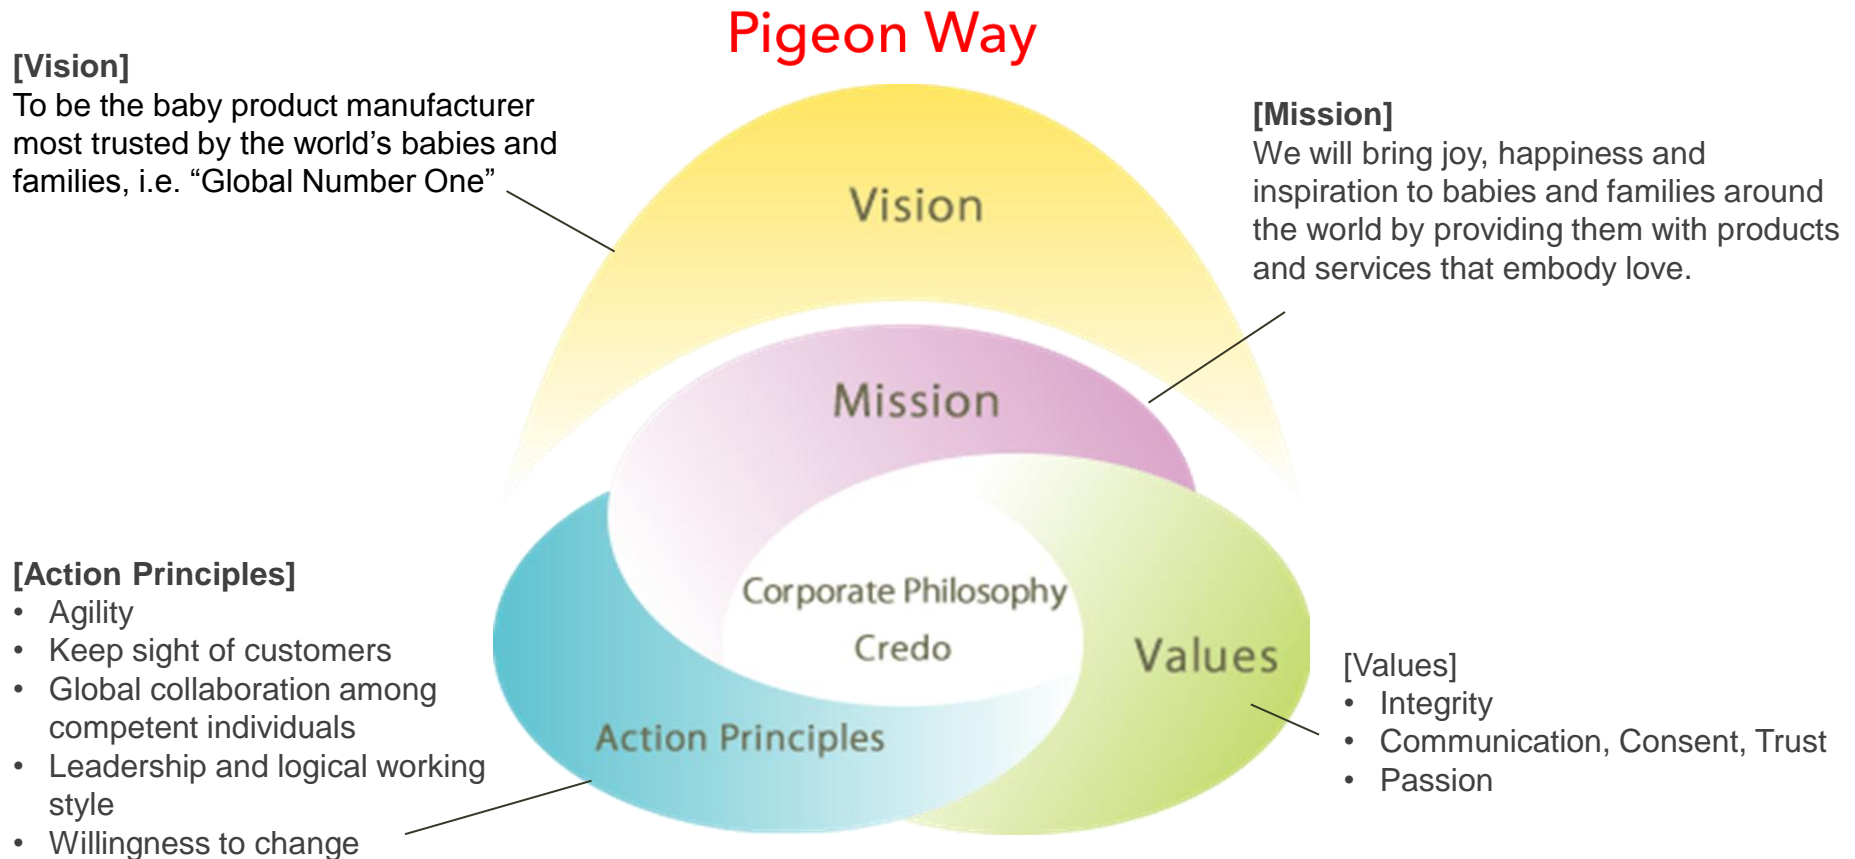 Pigeon Way
[Vision]
To be the baby product manufacturer
most trusted by the world’s babies and
families, i.e. “Global Number One”
[Mission]
We will bring joy, happiness and
inspiration to babies and families around
the world by providing them with products
and services that embody love.
Vision
Mission
Corporate Philosophy
Credo
Values
Action Principles
[Action Principles]
• Agility
• Keep sight of customers
• Global collaboration among
competent individuals
• Leadership and logical working
style
• Willingness to change
[Values]
• Integrity
• Communication, Consent, Trust
• Passion